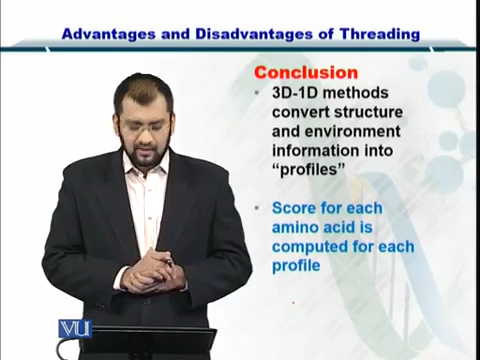 Advantages and Disadvantages of Threading
Conclusion
• 3D-1D methods
convert structure
and environment
information into
“profiles”
• Score for each
amino acid is
computed for each
profile
VU